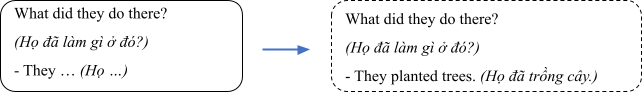 What did they do there?
(Họ đã làm gì ở đó?)
- They … (Họ …)
What did they do there?
(Họ đã làm gì ở đó?)
- They planted trees. (Họ đã trồng cây.)